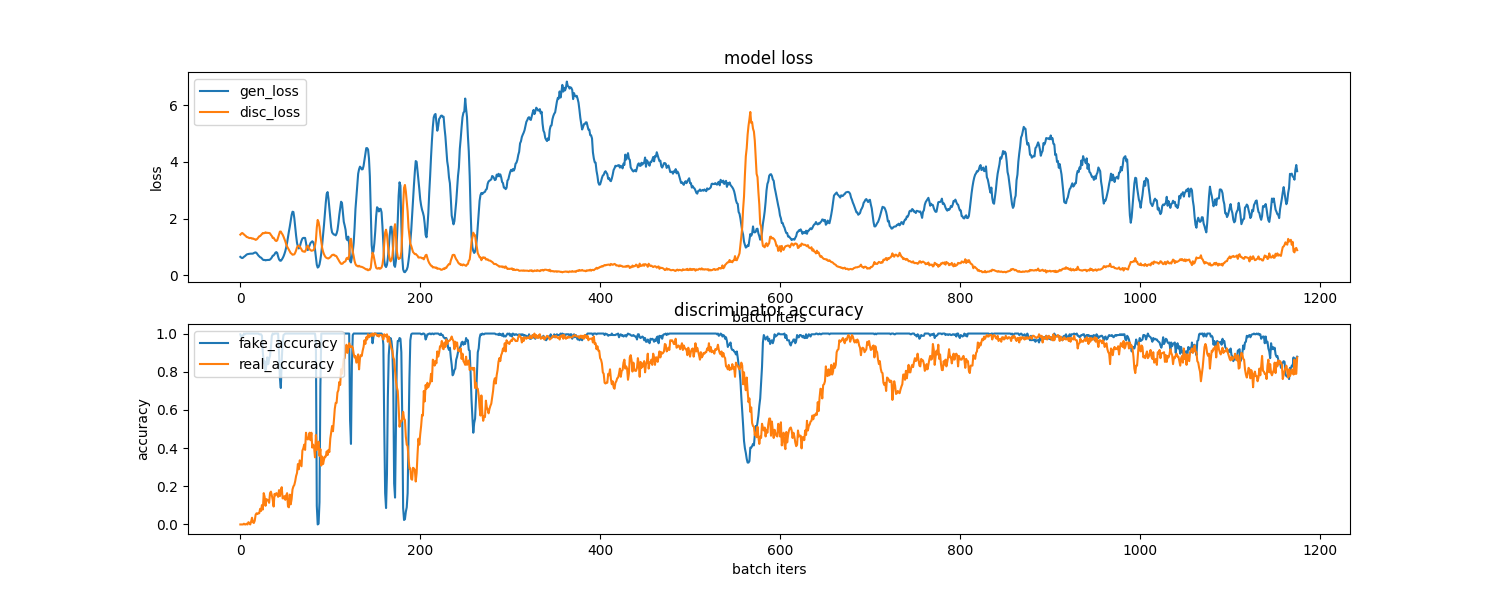 model loss
gen_loss
disc_loss
loss
6
4
2
0
0 200 400 600 800 1000 1200
batch iters
discriminator accuracy
fake_accuracy
real_accuracy
accuracy
1.0
0.8
0.6
0.4
0.2
0.0
0 200 400 600 800 1000 1200
batch iters